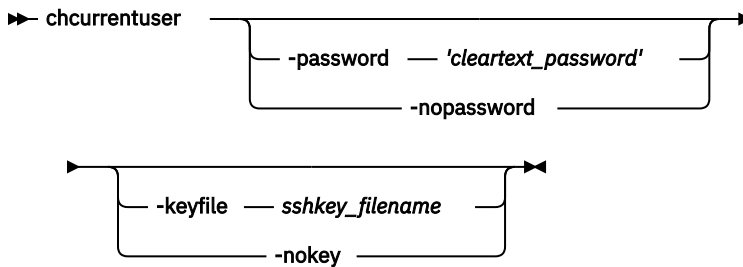 chcurrentuser
-password 'cleartext_password'
-nopassword
-keyfile sshkey_filename
-nokey